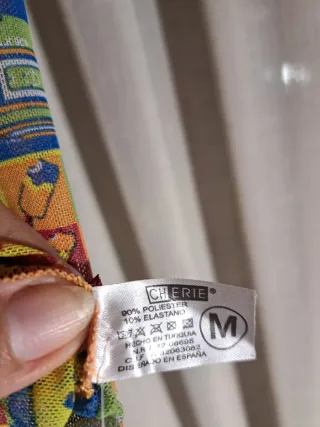 CHERIE®
90% POLIESTER
10% ELASTANO
HECHO EN TURQUIA
DISEÑADO EN ESPAÑA
M